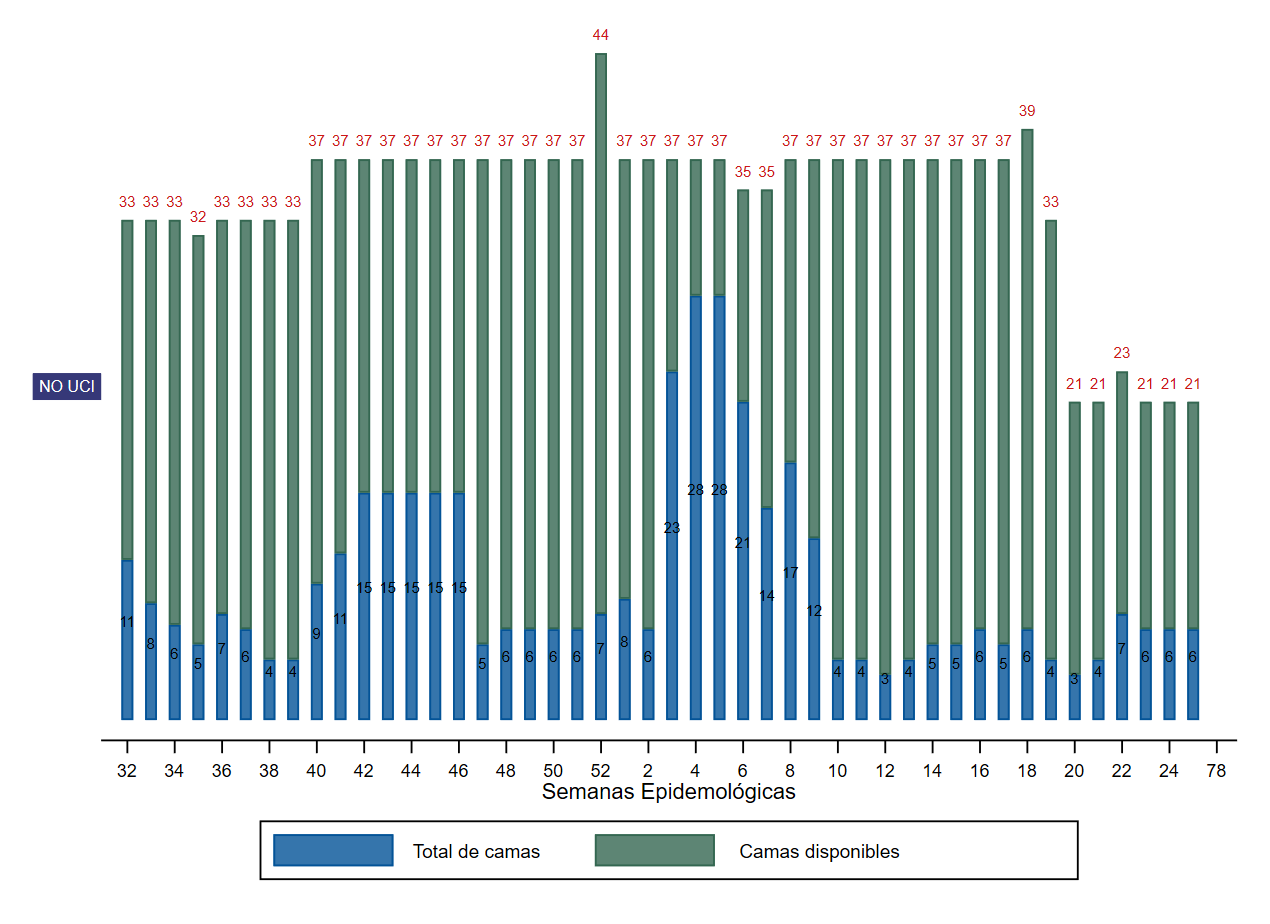 44
39
37 37 37 37 37 37 37 37 37 37 37 37 37 37 37 37 37 37 37 37 37 37 37 37 37 37 37
35 35
33 33 33 33 33 33 33 33
32
23
21 21 21 21 21
NO UCI
28 28
23
21
17
15 15 15 15 15
14
12
11 11 7
9
8 8
7 7
6 6 6 6 6 6 6 6 6 6 6 6
5 5 5 5 5
4 4 4 4 4 4 4
3 3
32 34 36 38 40 42 44 46 48 50 52 2 4 6 8 10 12 14 16 18 20 22 24 78
Semanas Epidemológicas
Total de camas Camas disponibles